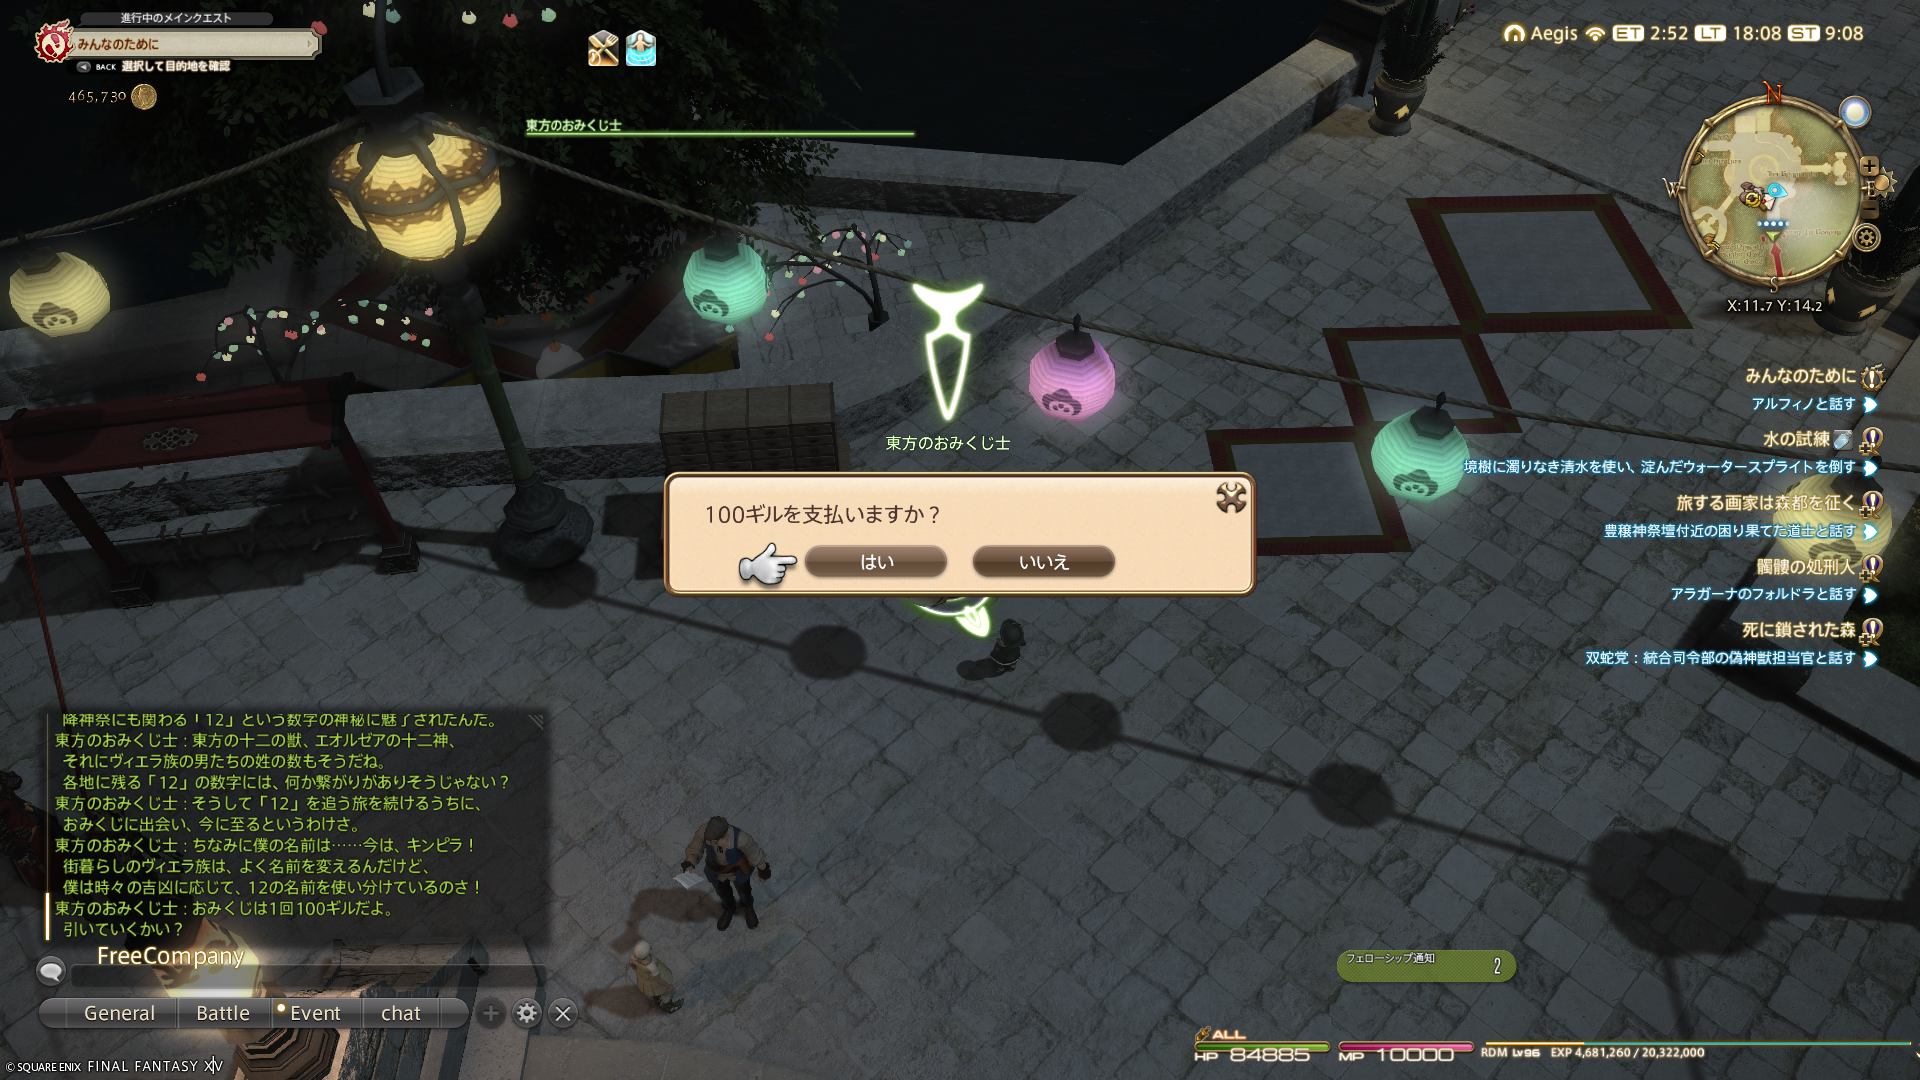 進行中のメインクエスト
みんなのために
BACK 選択して目的地を確認
465,730
Aegis ET 2:52 LT 18:08 ST 9:08
東方のおみくじ士
N
W
E
S
X:11.7 Y:14.2
みんなのために
アルフィノと話す
水の試練
境樹に濁りなき清水を使い、淀んだウォータースプライトを倒す
旅する画家は森都を征く
豊穣神祭壇付近の困り果てた道士と話す
髑髏の処刑人
アラガーナのフォルドラと話す
死に鎖された森
双蛇党：統合司令部の偽神獣担当官と話す
東方のおみくじ士
100ギルを支払いますか？
はい
いいえ
降神祭にも関わる「12」という数字の神秘に魅了されたんだ。
東方のおみくじ士：東方の十二の獣、エオルゼアの十二神、
それにヴィエラ族の男たちの姓の数もそうだね。
各地に残る「12」の数字には、何か繋がりがありそうじゃない？
東方のおみくじ士：そうして「12」を追う旅を続けるうちに、
おみくじに出会い、今に至るというわけさ。
東方のおみくじ士：ちなみに僕の名前は……今は、キンピラ！
街暮らしのヴィエラ族は、よく名前を変えるんだけど、
僕は時々の吉凶に応じて、12の名前を使い分けているのさ！
東方のおみくじ士：おみくじは1回100ギルだよ。
引いていくかい？
FreeCompany
General Battle Event chat
フェローシップ通知 2
ALL
HP 84885 MP 10000 RDM Lv96 EXP 4,681,260 / 20,322,000
© SQUARE ENIX FINAL FANTASY XIV